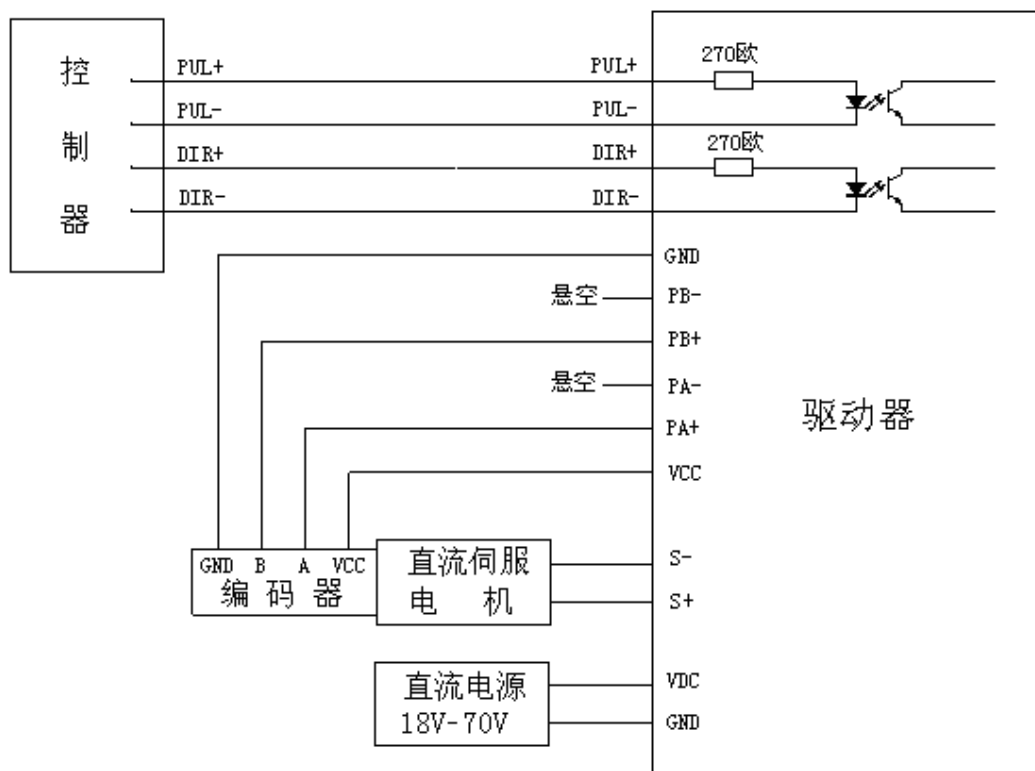 控制器
PUL+
PUL-
DIR+
DIR-
PUL+
PUL-
DIR+
DIR-
270欧
270欧
GND
悬空 PB-
PB+
悬空 PA-
PA+
VCC
驱动器
GND B A VCC
编码器
直流伺服
电机
S-
S+
直流电源
18V-70V
VDC
GND